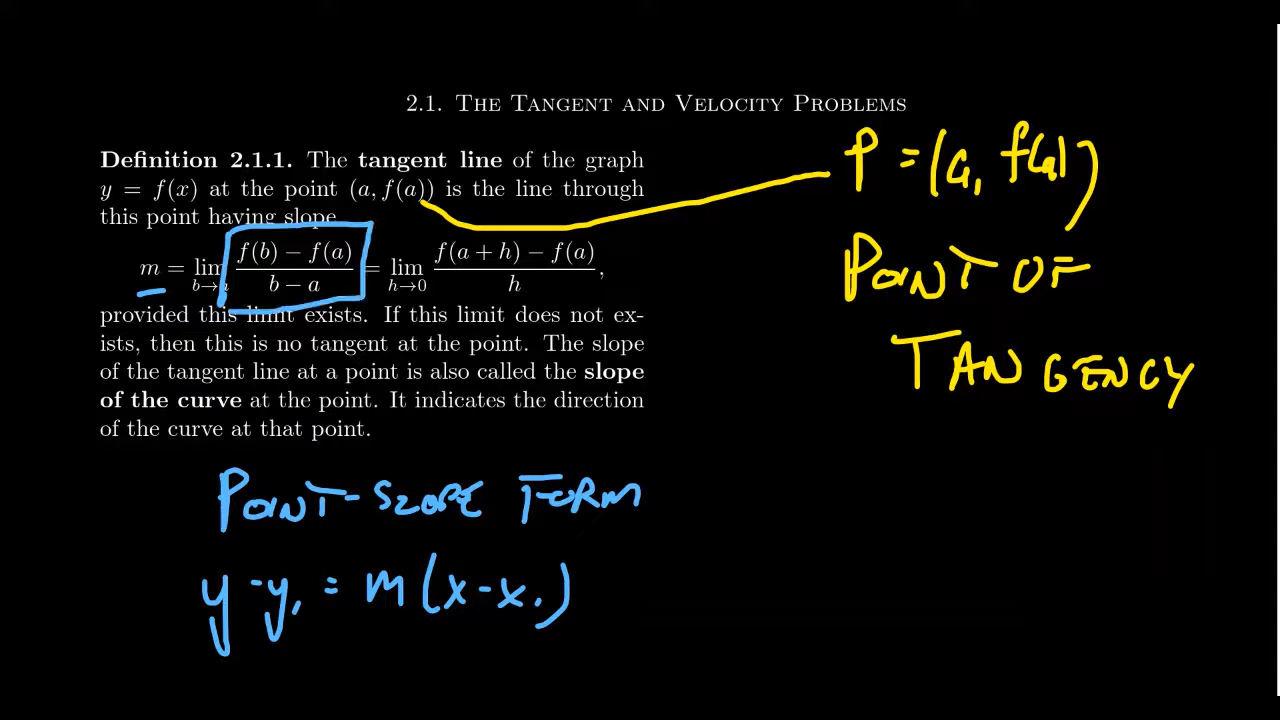 2.1. The Tangent and Velocity Problems
Definition 2.1.1. The tangent line of the graph
y = f(x) at the point (a, f(a)) is the line through
this point having slope
m = lim b→a (f(b) − f(a))/(b − a) = lim h→0 (f(a + h) − f(a))/h,
provided this limit exists. If this limit does not ex-
ists, then this is no tangent at the point. The slope
of the tangent line at a point is also called the slope
of the curve at the point. It indicates the direction
of the curve at that point.
POINT-SLOPE FORM
y - y₁ = m(x - x₁)
P = (a, f(a))
POINT OF
TANGENCY